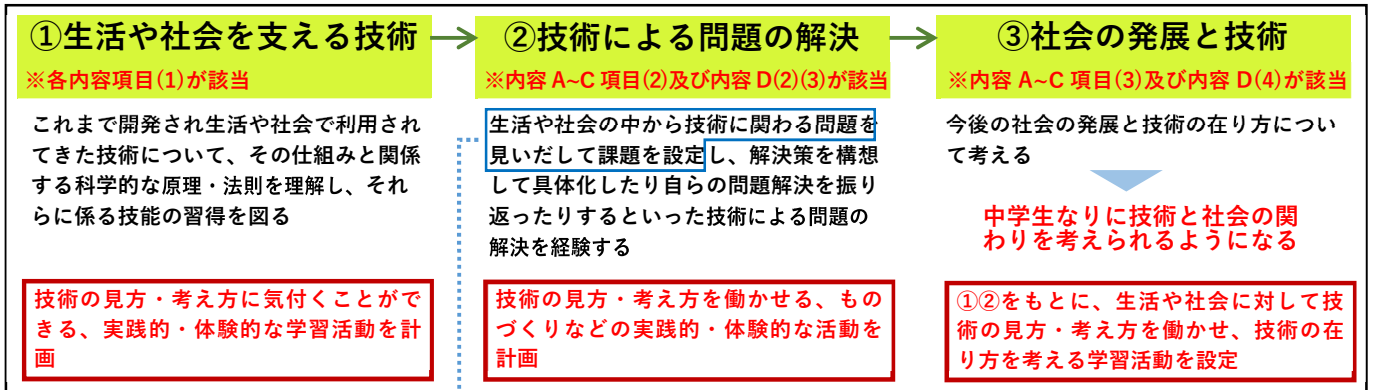 ①生活や社会を支える技術
※各内容項目(1)が該当
これまで開発され生活や社会で利用され
てきた技術について、その仕組みと関係
する科学的な原理・法則を理解し、それ
らに係る技能の習得を図る
技術の見方・考え方に気付くことがで
きる、実践的・体験的な学習活動を計
画
②技術による問題の解決
※内容 A~C 項目(2)及び内容 D(2)(3)が該当
生活や社会の中から技術に関わる問題を
見いだして課題を設定し、解決策を構想
して具体化したり自らの問題解決を振り
返ったりするといった技術による問題の
解決を経験する
技術の見方・考え方を働かせる、もの
づくりなどの実践的・体験的な活動を
計画
③社会の発展と技術
※内容 A~C 項目(3)及び内容 D(4)が該当
今後の社会の発展と技術の在り方につい
て考える
中学生なりに技術と社会の関
わりを考えられるようになる
①②をもとに、生活や社会に対して技
術の見方・考え方を働かせ、技術の在
り方を考える学習活動を設定